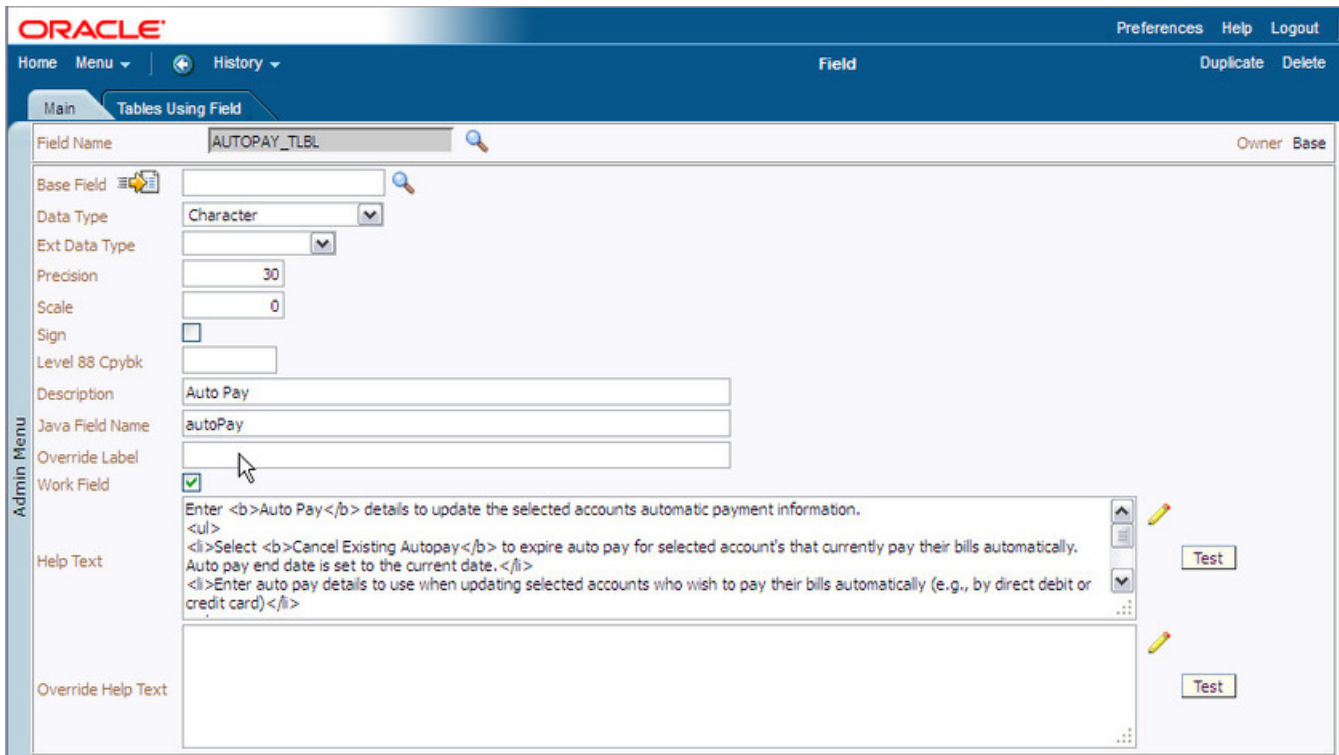 ORACLE
Preferences Help Logout
Home Menu History Field Duplicate Delete
Main Tables Using Field
Admin Menu
Field Name AUTOPAY_TLBL Owner Base
Base Field
Data Type Character
Ext Data Type
Precision 30
Scale 0
Sign
Level 88 Cpybk
Description Auto Pay
Java Field Name autoPay
Override Label
Work Field
Help Text
Enter <b>Auto Pay</b> details to update the selected accounts automatic payment information.
<ul>
<li>Select <b>Cancel Existing Autopay</b> to expire auto pay for selected account's that currently pay their bills automatically.
Auto pay end date is set to the current date.</li>
<li>Enter auto pay details to use when updating selected accounts who wish to pay their bills automatically (e.g., by direct debit or
credit card)</li>
Test
Override Help Text
Test